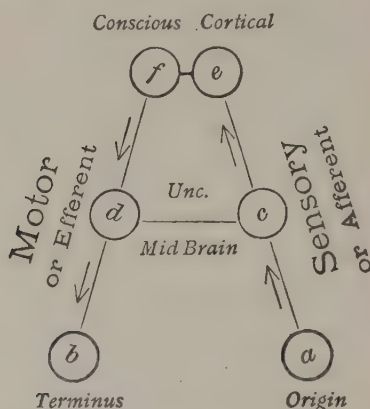 Conscious Cortical
f e
Motor
or Efferent
Sensory
or Afferent
Unc.
d c
Mid Brain
b a
Terminus Origin